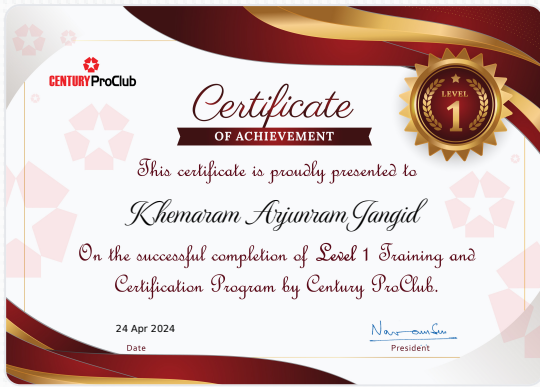 CENTURY ProClub
Certificate
OF ACHIEVEMENT
LEVEL
1
This certificate is proudly presented to
Khemaram Arjunram Jangid
On the successful completion of Level 1 Training and
Certification Program by Century ProClub.
24 Apr 2024
Date
President